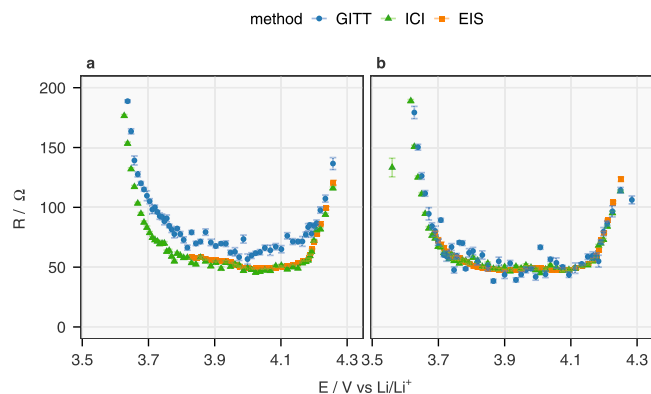 method GITT ICI EIS
a b
200
150
100
50
0
R / Ω
3.5 3.7 3.9 4.1 4.3 3.5 3.7 3.9 4.1 4.3
E / V vs Li/Li⁺